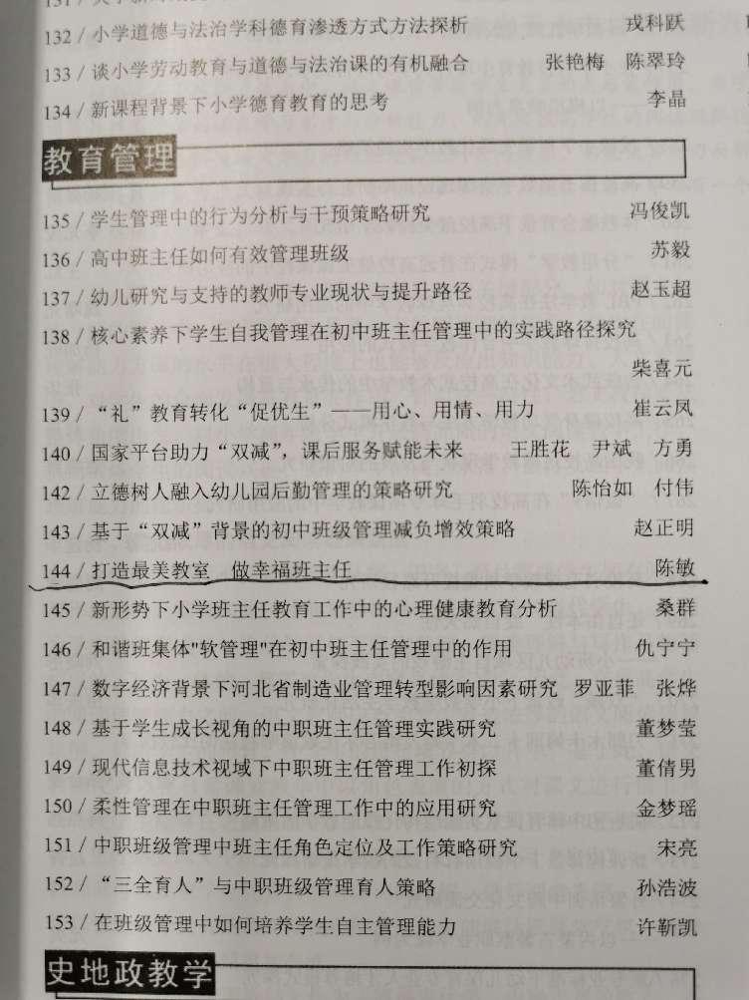 132 / 小学道德与法治学科德育渗透方式方法探析 戎科跃
133 / 谈小学劳动教育与道德与法治课的有机融合 张艳梅 陈翠玲
134 / 新课程背景下小学德育教育的思考 李晶
教育管理
135 / 学生管理中的行为分析与干预策略研究 冯俊凯
136 / 高中班主任如何有效管理班级 苏毅
137 / 幼儿研究与支持的教师专业现状与提升路径 赵玉超
138 / 核心素养下学生自我管理在初中班主任管理中的实践路径探究
柴喜元
139 / “礼”教育转化“促优生”——用心、用情、用力 崔云凤
140 / 国家平台助力“双减”，课后服务赋能未来 王胜花 尹斌 方勇
142 / 立德树人融入幼儿园后勤管理的策略研究 陈怡如 付伟
143 / 基于“双减”背景的初中班级管理减负增效策略 赵正明
144 / 打造最美教室 做幸福班主任 陈敏
145 / 新形势下小学班主任教育工作中的心理健康教育分析 桑群
146 / 和谐班集体"软管理"在初中班主任管理中的作用 仇宁宁
147 / 数字经济背景下河北省制造业管理转型影响因素研究 罗亚菲 张烨
148 / 基于学生成长视角的中职班主任管理实践研究 董梦莹
149 / 现代信息技术视域下中职班主任管理工作初探 董倩男
150 / 柔性管理在中职班主任管理工作中的应用研究 金梦瑶
151 / 中职班级管理中班主任角色定位及工作策略研究 宋亮
152 / “三全育人”与中职班级管理育人策略 孙浩波
153 / 在班级管理中如何培养学生自主管理能力 许靳凯
史地政教学